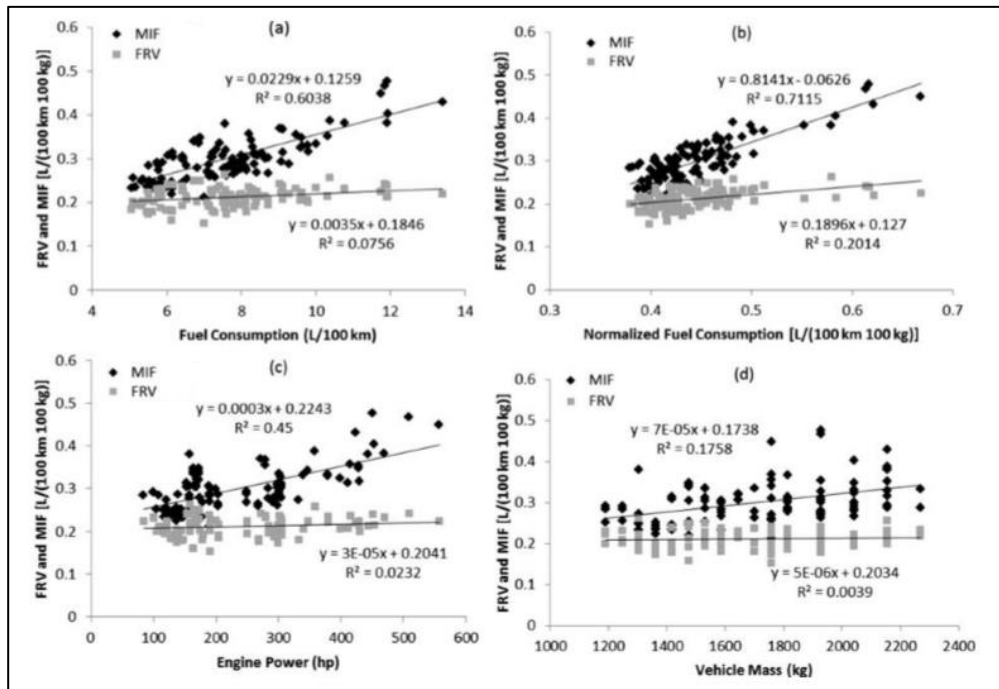 (a)
MIF
FRV
y = 0.0229x + 0.1259
R² = 0.6038
y = 0.0035x + 0.1846
R² = 0.0756
FRV and MIF [L/(100 km 100 kg)]
0.6
0.5
0.4
0.3
0.2
0.1
0
4
6
8
10
12
14
Fuel Consumption (L/100 km)
(b)
MIF
FRV
y = 0.8141x - 0.0626
R² = 0.7115
y = 0.1896x + 0.127
R² = 0.2014
FRV and MIF [L/(100 km 100 kg)]
0.6
0.5
0.4
0.3
0.2
0.1
0
0.3
0.4
0.5
0.6
0.7
Normalized Fuel Consumption [L/(100 km 100 kg)]
(c)
MIF
FRV
y = 0.0003x + 0.2243
R² = 0.45
y = 3E-05x + 0.2041
R² = 0.0232
FRV and MIF [L/(100 km 100 kg)]
0.6
0.5
0.4
0.3
0.2
0.1
0
0
100
200
300
400
500
600
Engine Power (hp)
(d)
MIF
FRV
y = 7E-05x + 0.1738
R² = 0.1758
y = 5E-06x + 0.2034
R² = 0.0039
FRV and MIF [L/(100 km 100 kg)]
0.6
0.5
0.4
0.3
0.2
0.1
0
1000
1200
1400
1600
1800
2000
2200
2400
Vehicle Mass (kg)